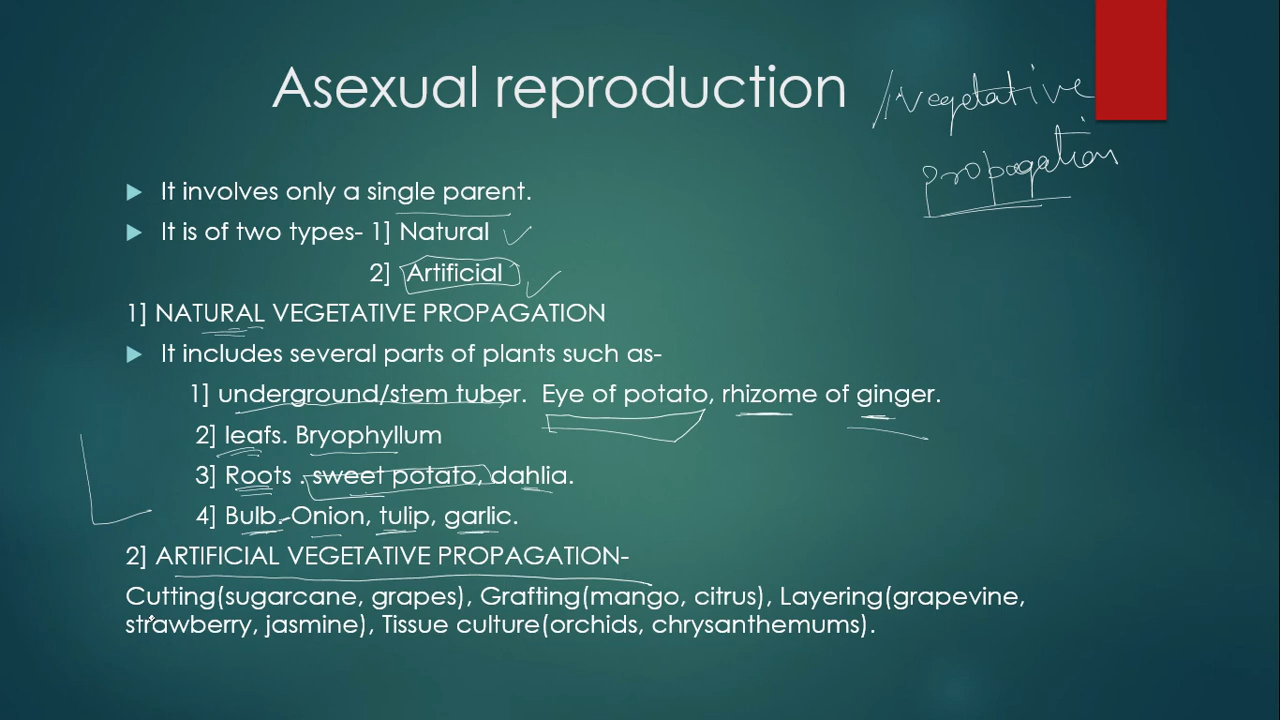 Asexual reproduction / vegetative
propagation
It involves only a single parent.
It is of two types- 1] Natural
2] Artificial
1] NATURAL VEGETATIVE PROPAGATION
It includes several parts of plants such as-
1] underground/stem tuber. Eye of potato, rhizome of ginger.
2] leafs. Bryophyllum
3] Roots . sweet potato, dahlia.
4] Bulb.-Onion, tulip, garlic.
2] ARTIFICIAL VEGETATIVE PROPAGATION-
Cutting(sugarcane, grapes), Grafting(mango, citrus), Layering(grapevine,
strawberry, jasmine), Tissue culture(orchids, chrysanthemums).